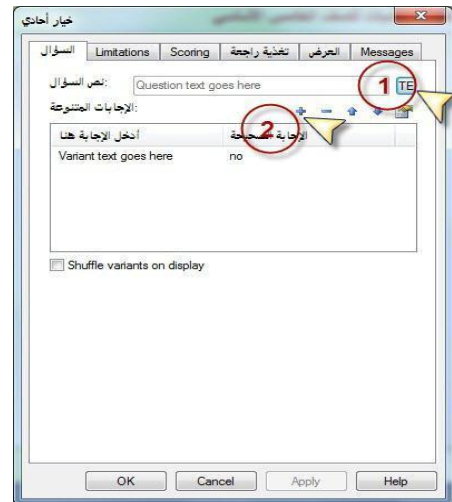 خيار أحادي
السؤال Limitations Scoring تغذية راجعة العرض Messages
نص السؤال: Question text goes here 1 TE
الإجابات المتنوعة: 2
أدخل الإجابة هنا الإجابة صحيحة
Variant text goes here no
Shuffle variants on display
OK Cancel Apply Help